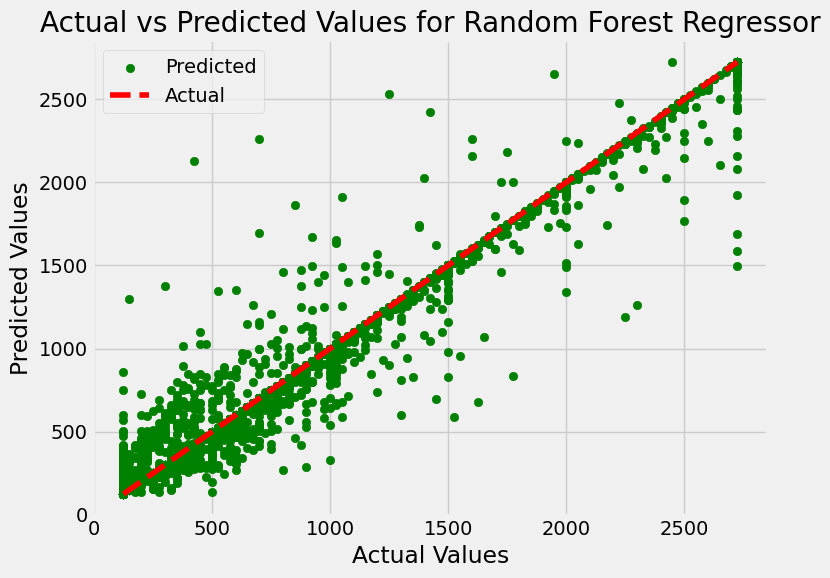 Actual vs Predicted Values for Random Forest Regressor
Predicted
Actual
Predicted Values
2500
2000
1500
1000
500
0
0 500 1000 1500 2000 2500
Actual Values